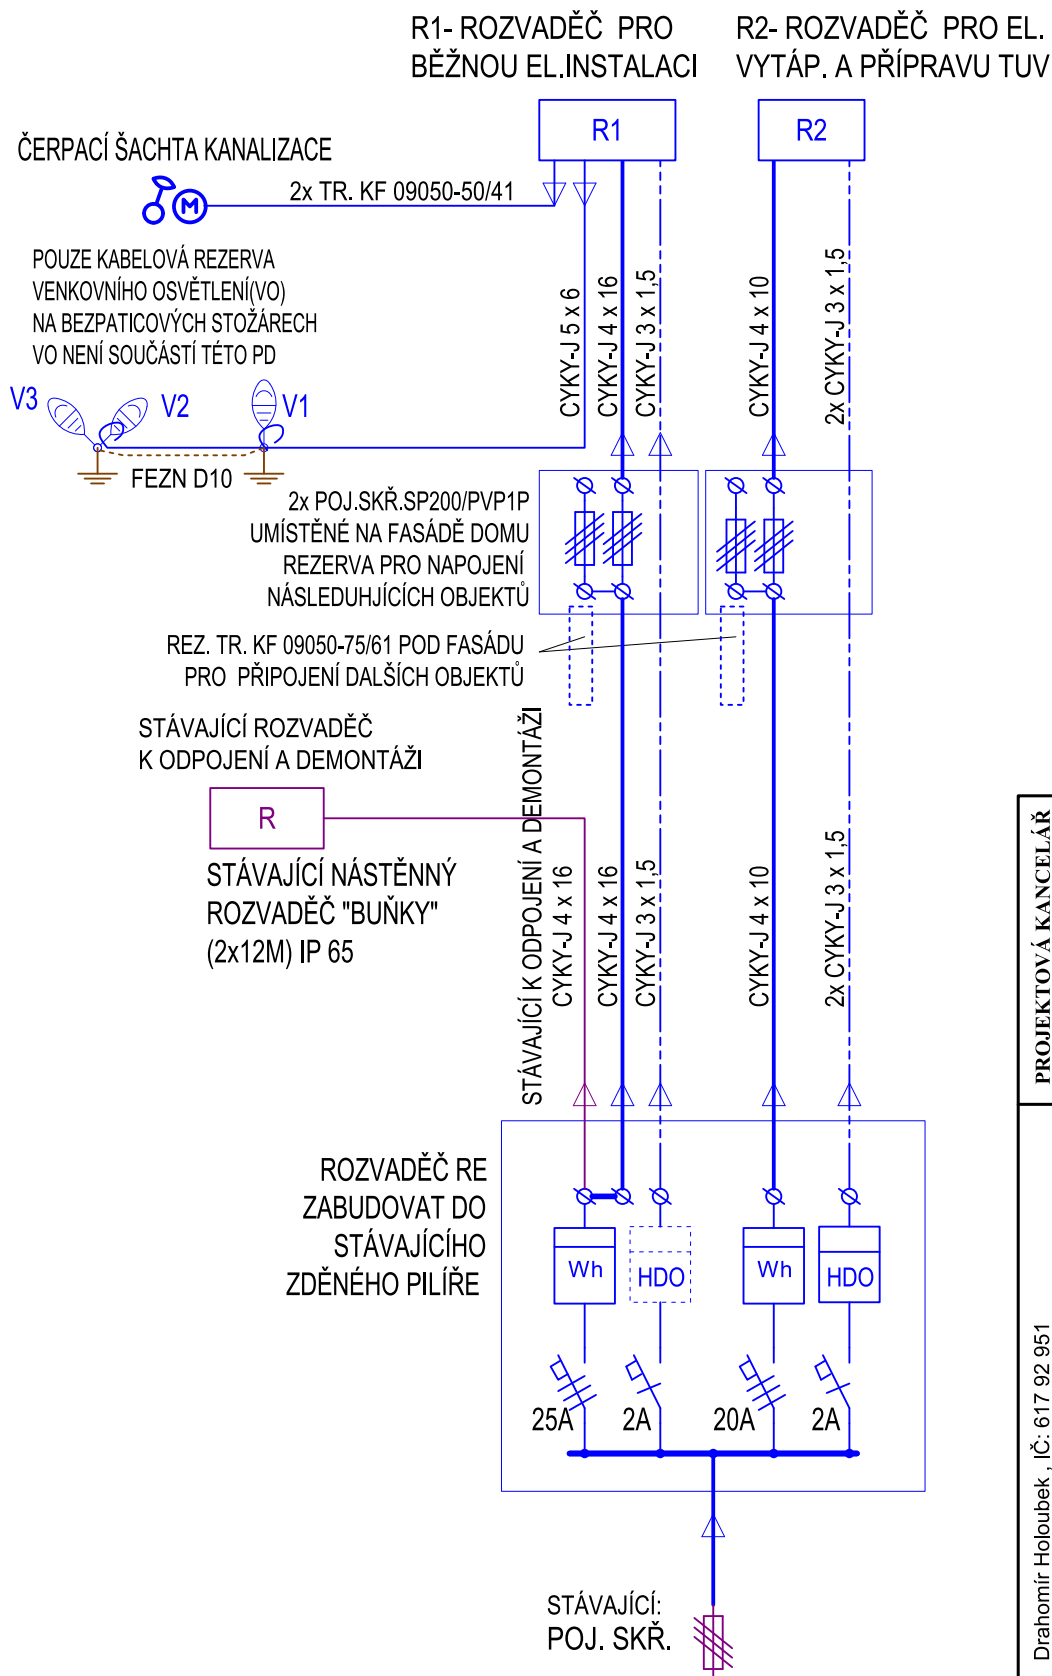 R1- ROZVADĚČ  PRO
BĚŽNOU EL.INSTALACI
R2- ROZVADĚČ  PRO EL.
VYTÁP. A PŘÍPRAVU TUV
R1
R2
ČERPACÍ ŠACHTA KANALIZACE
M
2x TR. KF 09050-50/41
POUZE KABELOVÁ REZERVA
VENKOVNÍHO OSVĚTLENÍ(VO)
NA BEZPATICOVÝCH STOŽÁRECH
VO NENÍ SOUČÁSTÍ TÉTO PD
CYKY-J 5 x 6
CYKY-J 4 x 16
CYKY-J 3 x 1,5
CYKY-J 4 x 10
2x CYKY-J 3 x 1,5
V3
V2
V1
FEZN D10
2x POJ.SKŘ.SP200/PVP1P
UMÍSTĚNÉ NA FASÁDĚ DOMU
REZERVA PRO NAPOJENÍ
NÁSLEDUHJÍCÍCH OBJEKTŮ
REZ. TR. KF 09050-75/61 POD FASÁDU
PRO  PŘIPOJENÍ DALŠÍCH OBJEKTŮ
STÁVAJÍCÍ ROZVADĚČ
K ODPOJENÍ A DEMONTÁŽI
R
STÁVAJÍCÍ NÁSTĚNNÝ
ROZVADĚČ "BUŇKY"
(2x12M) IP 65
STÁVAJÍCÍ K ODPOJENÍ A DEMONTÁŽI
CYKY-J 4 x 16
CYKY-J 4 x 16
CYKY-J 3 x 1,5
CYKY-J 4 x 10
2x CYKY-J 3 x 1,5
ROZVADĚČ RE
ZABUDOVAT DO
STÁVAJÍCÍHO
ZDĚNÉHO PILÍŘE
Wh
HDO
Wh
HDO
25A
2A
20A
2A
STÁVAJÍCÍ:
POJ. SKŘ.
PROJEKTOVÁ KANCELÁŘ
Drahomír Holoubek , IČ: 617 92 951